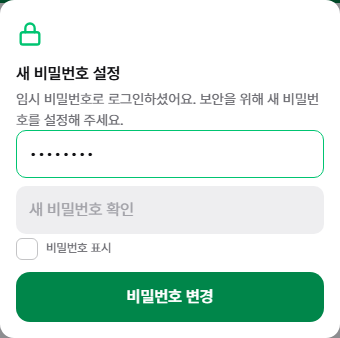 새 비밀번호 설정
임시 비밀번호로 로그인하셨어요. 보안을 위해 새 비밀번
호를 설정해 주세요.
••••••••
새 비밀번호 확인
비밀번호 표시
비밀번호 변경